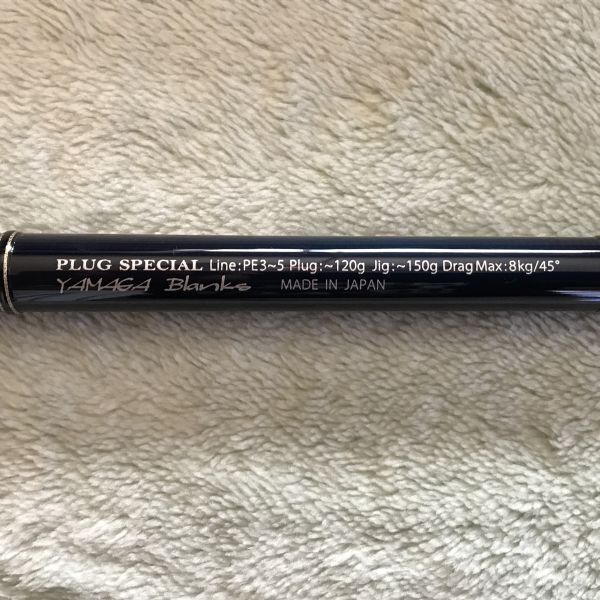 PLUG SPECIAL Line:PE3~5 Plug:~120g Jig:~150g Drag Max:8kg/45°
YAMAGA Blanks MADE IN JAPAN